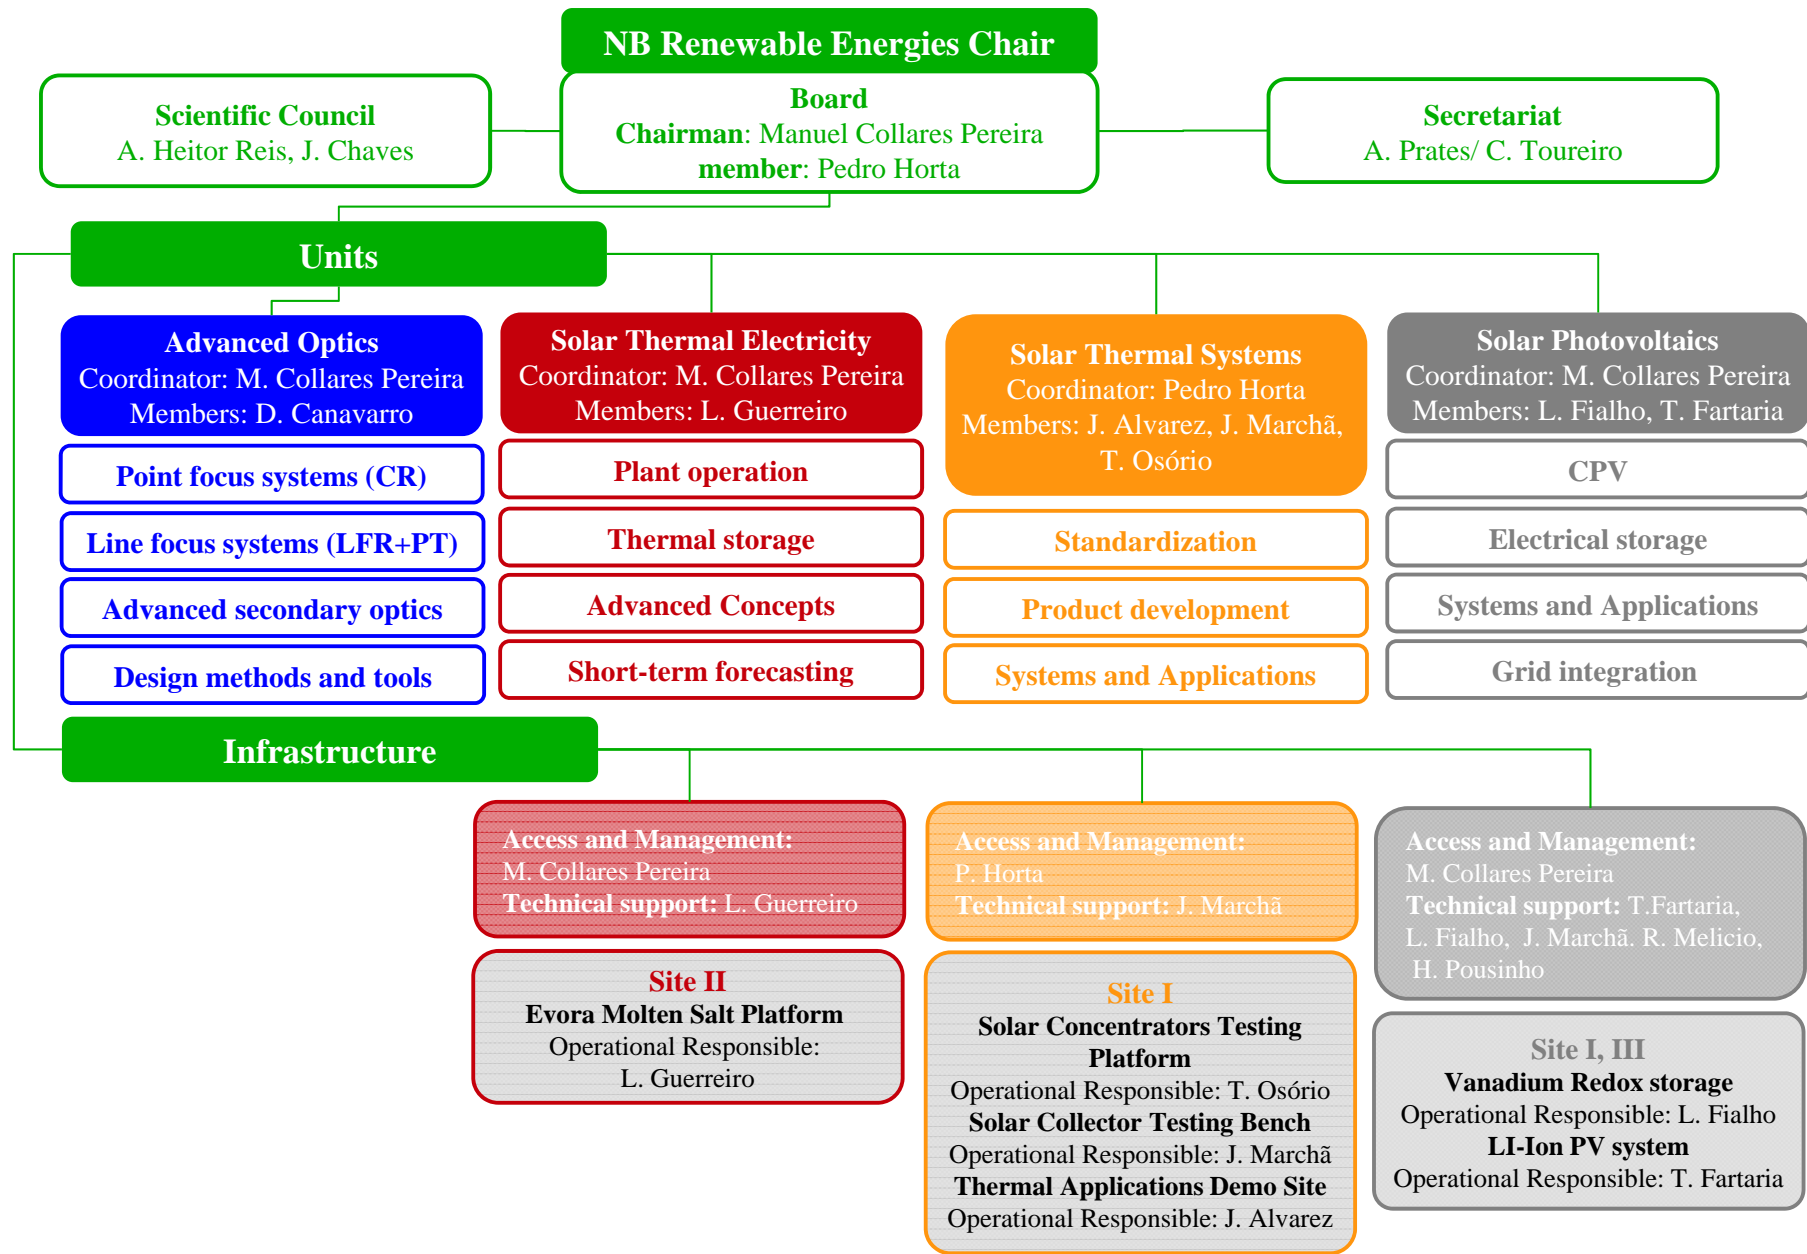 NB Renewable Energies Chair
Scientific Council
A. Heitor Reis, J. Chaves
Board
Chairman: Manuel Collares Pereira
member: Pedro Horta
Secretariat
A. Prates/ C. Toureiro
Units
Advanced Optics
Coordinator: M. Collares Pereira
Members: D. Canavarro
Point focus systems (CR)
Line focus systems (LFR+PT)
Advanced secondary optics
Design methods and tools
Solar Thermal Electricity
Coordinator: M. Collares Pereira
Members: L. Guerreiro
Plant operation
Thermal storage
Advanced Concepts
Short-term forecasting
Solar Thermal Systems
Coordinator: Pedro Horta
Members: J. Alvarez, J. Marchã,
T. Osório
Standardization
Product development
Systems and Applications
Solar Photovoltaics
Coordinator: M. Collares Pereira
Members: L. Fialho, T. Fartaria
CPV
Electrical storage
Systems and Applications
Grid integration
Infrastructure
Access and Management:
M. Collares Pereira
Technical support: L. Guerreiro
Site II
Evora Molten Salt Platform
Operational Responsible:
L. Guerreiro
Access and Management:
P. Horta
Technical support: J. Marchã
Site I
Solar Concentrators Testing
Platform
Operational Responsible: T. Osório
Solar Collector Testing Bench
Operational Responsible: J. Marchã
Thermal Applications Demo Site
Operational Responsible: J. Alvarez
Access and Management:
M. Collares Pereira
Technical support: T.Fartaria,
L. Fialho, J. Marchã. R. Melicio,
H. Pousinho
Site I, III
Vanadium Redox storage
Operational Responsible: L. Fialho
LI-Ion PV system
Operational Responsible: T. Fartaria